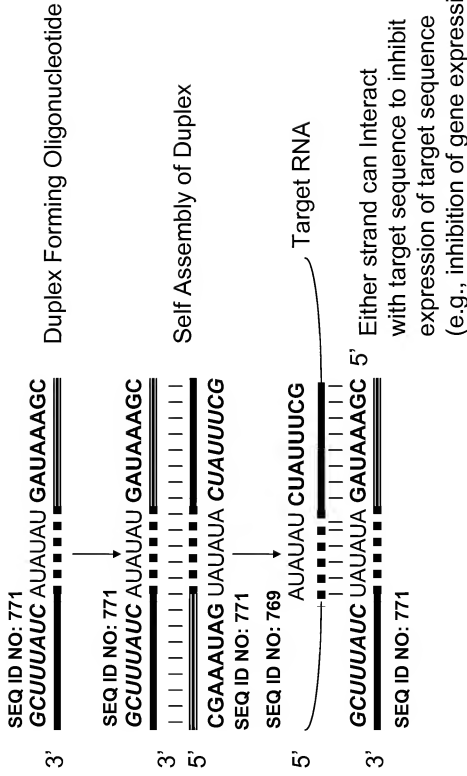 SEQ ID NO: 771
GCUUUAUC AUAUAU GAUAAAGC
3’
Duplex Forming Oligonucleotide
SEQ ID NO: 771
GCUUUAUC AUAUAU GAUAAAGC
3’
5’
Self Assembly of Duplex
CGAAAUAG UAUAUA CUAUUUCG
SEQ ID NO: 771
SEQ ID NO: 769
AUAUAU CUAUUUCG
5’
Target RNA
GCUUUAUC UAUAUA GAUAAAGC 5’
3’
SEQ ID NO: 771
Either strand can Interact
with target sequence to inhibit
expression of target sequence
(e.g., inhibition of gene